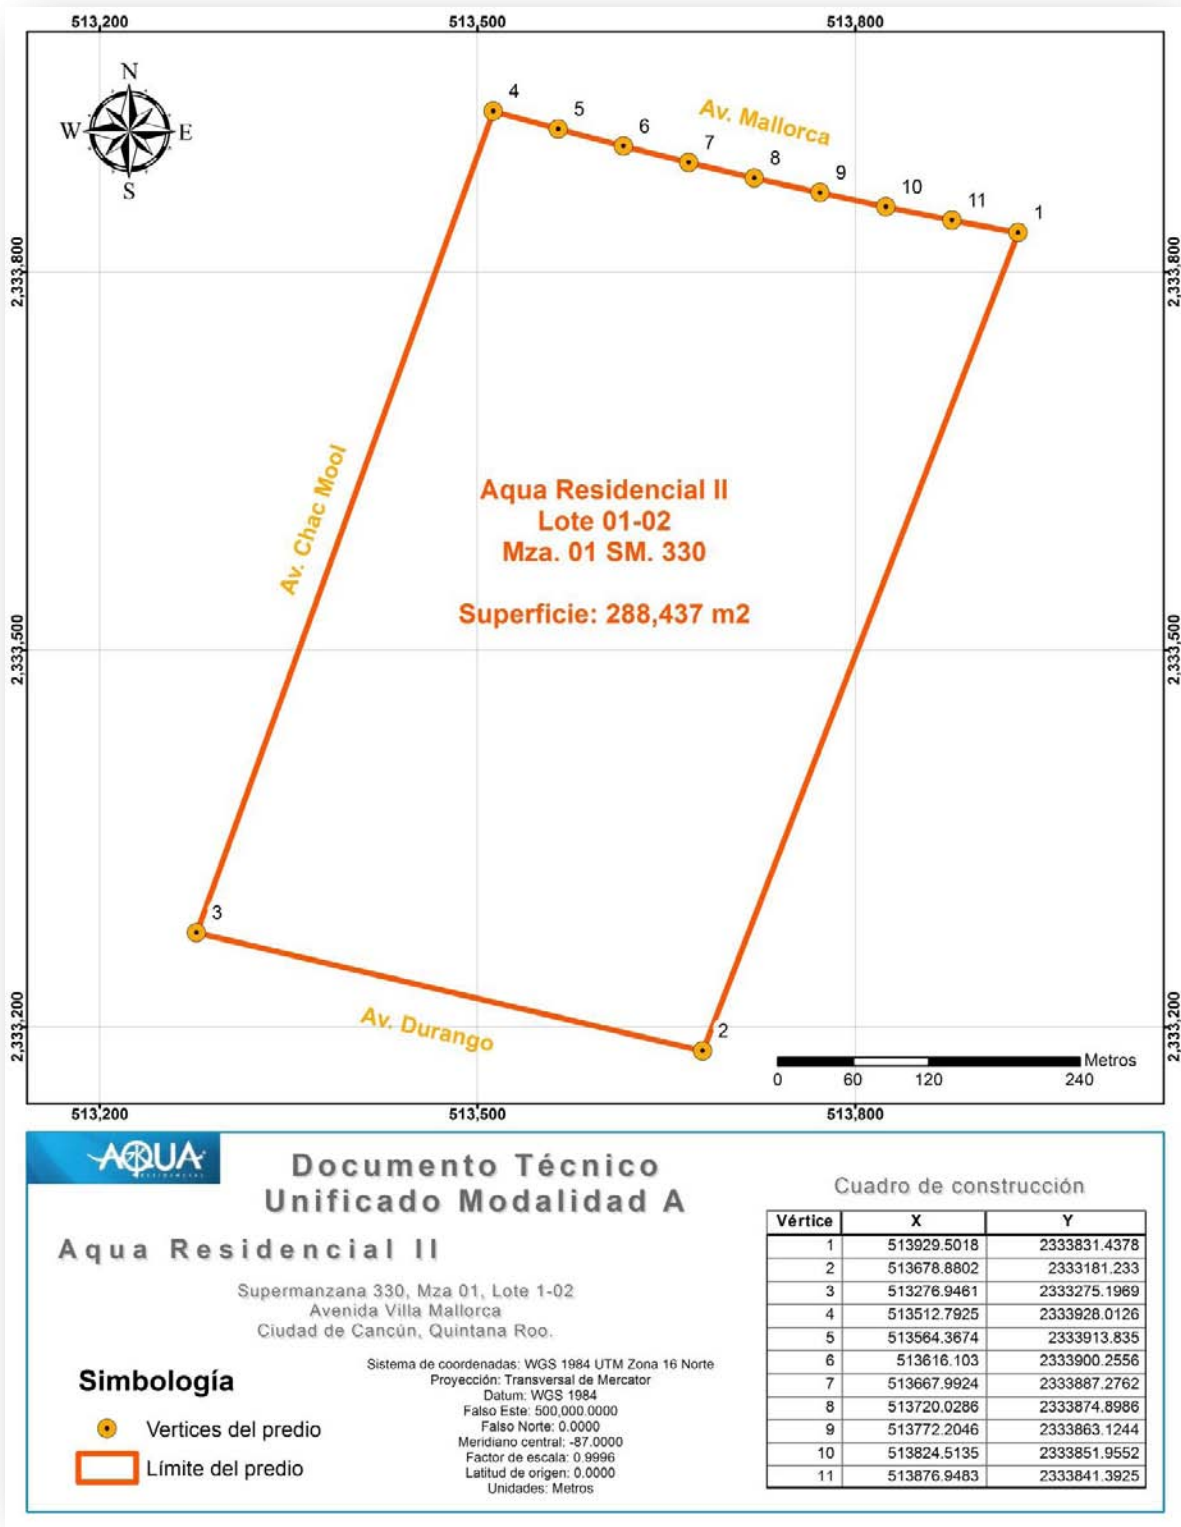 513,200 513,500 513,800
N
W E
S
4
5
6
7
8
9
10
11
1
Av. Mallorca
2,333,800 2,333,800
Av. Chac Mool
Aqua Residencial II
Lote 01-02
Mza. 01 SM. 330
Superficie: 288,437 m2
2,333,500 2,333,500
3
Av. Durango
2
2,333,200 2,333,200
Metros
0 60 120 240
513,200 513,500 513,800
AQUA
RESIDENCIAL
Documento Técnico
Unificado Modalidad A
Aqua Residencial II
Supermanzana 330, Mza 01, Lote 1-02
Avenida Villa Mallorca
Ciudad de Cancún, Quintana Roo.
Simbología
Vertices del predio
Límite del predio
Sistema de coordenadas: WGS 1984 UTM Zona 16 Norte
Proyección: Transversal de Mercator
Datum: WGS 1984
Falso Este: 500,000.0000
Falso Norte: 0.0000
Meridiano central: -87.0000
Factor de escala: 0.9996
Latitud de origen: 0.0000
Unidades: Metros
Cuadro de construcción
Vértice X Y
1 513929.5018 2333831.4378
2 513678.8802 2333181.233
3 513276.9461 2333275.1969
4 513512.7925 2333928.0126
5 513564.3674 2333913.835
6 513616.103 2333900.2556
7 513667.9924 2333887.2762
8 513720.0286 2333874.8986
9 513772.2046 2333863.1244
10 513824.5135 2333851.9552
11 513876.9483 2333841.3925